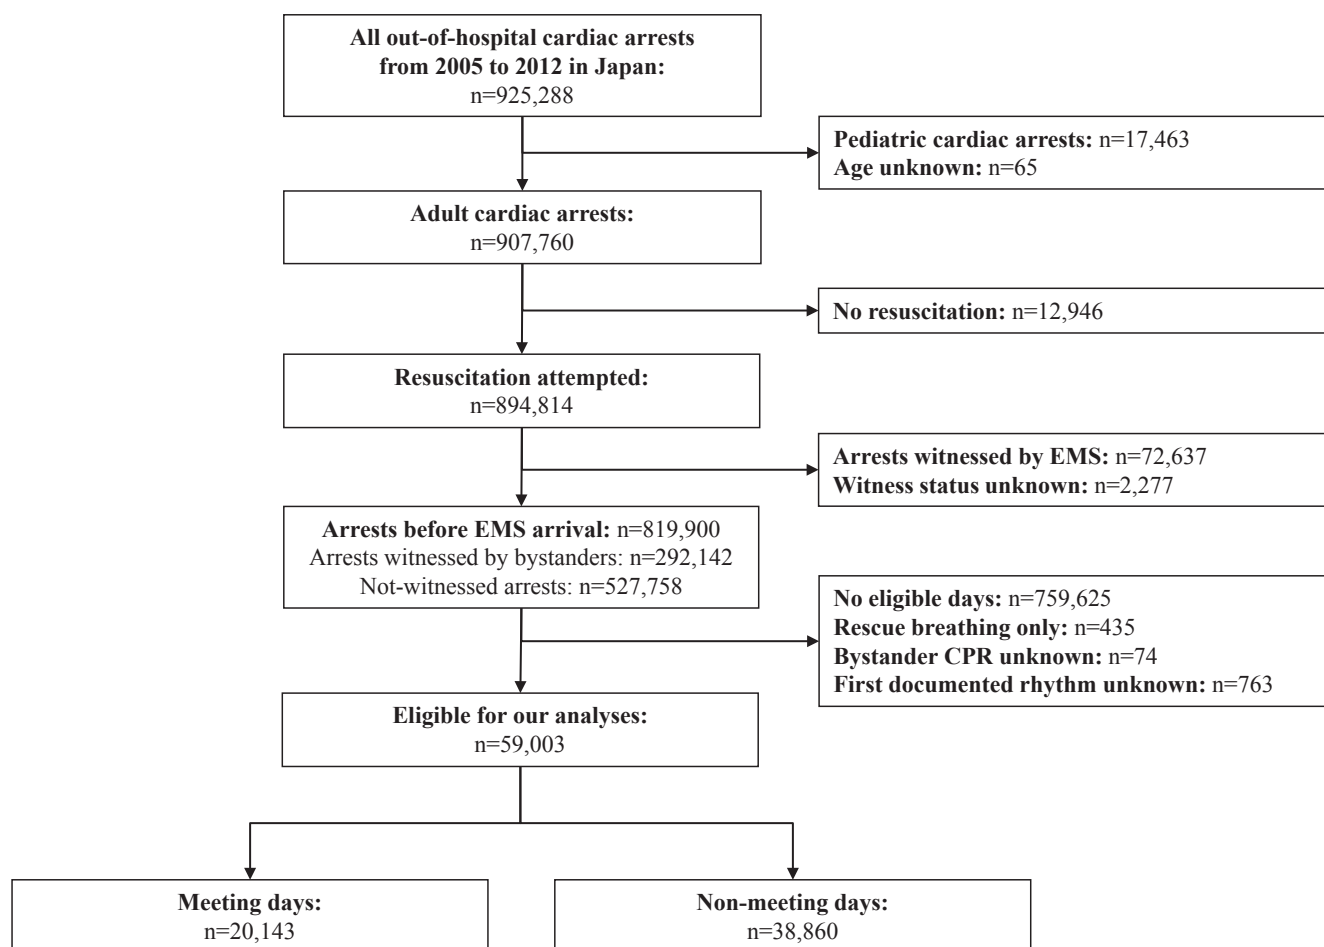 All out-of-hospital cardiac arrests
from 2005 to 2012 in Japan:
n=925,288
Pediatric cardiac arrests: n=17,463
Age unknown: n=65
Adult cardiac arrests:
n=907,760
No resuscitation: n=12,946
Resuscitation attempted:
n=894,814
Arrests witnessed by EMS: n=72,637
Witness status unknown: n=2,277
Arrests before EMS arrival: n=819,900
Arrests witnessed by bystanders: n=292,142
Not-witnessed arrests: n=527,758
No eligible days: n=759,625
Rescue breathing only: n=435
Bystander CPR unknown: n=74
First documented rhythm unknown: n=763
Eligible for our analyses:
n=59,003
Meeting days:
n=20,143
Non-meeting days:
n=38,860